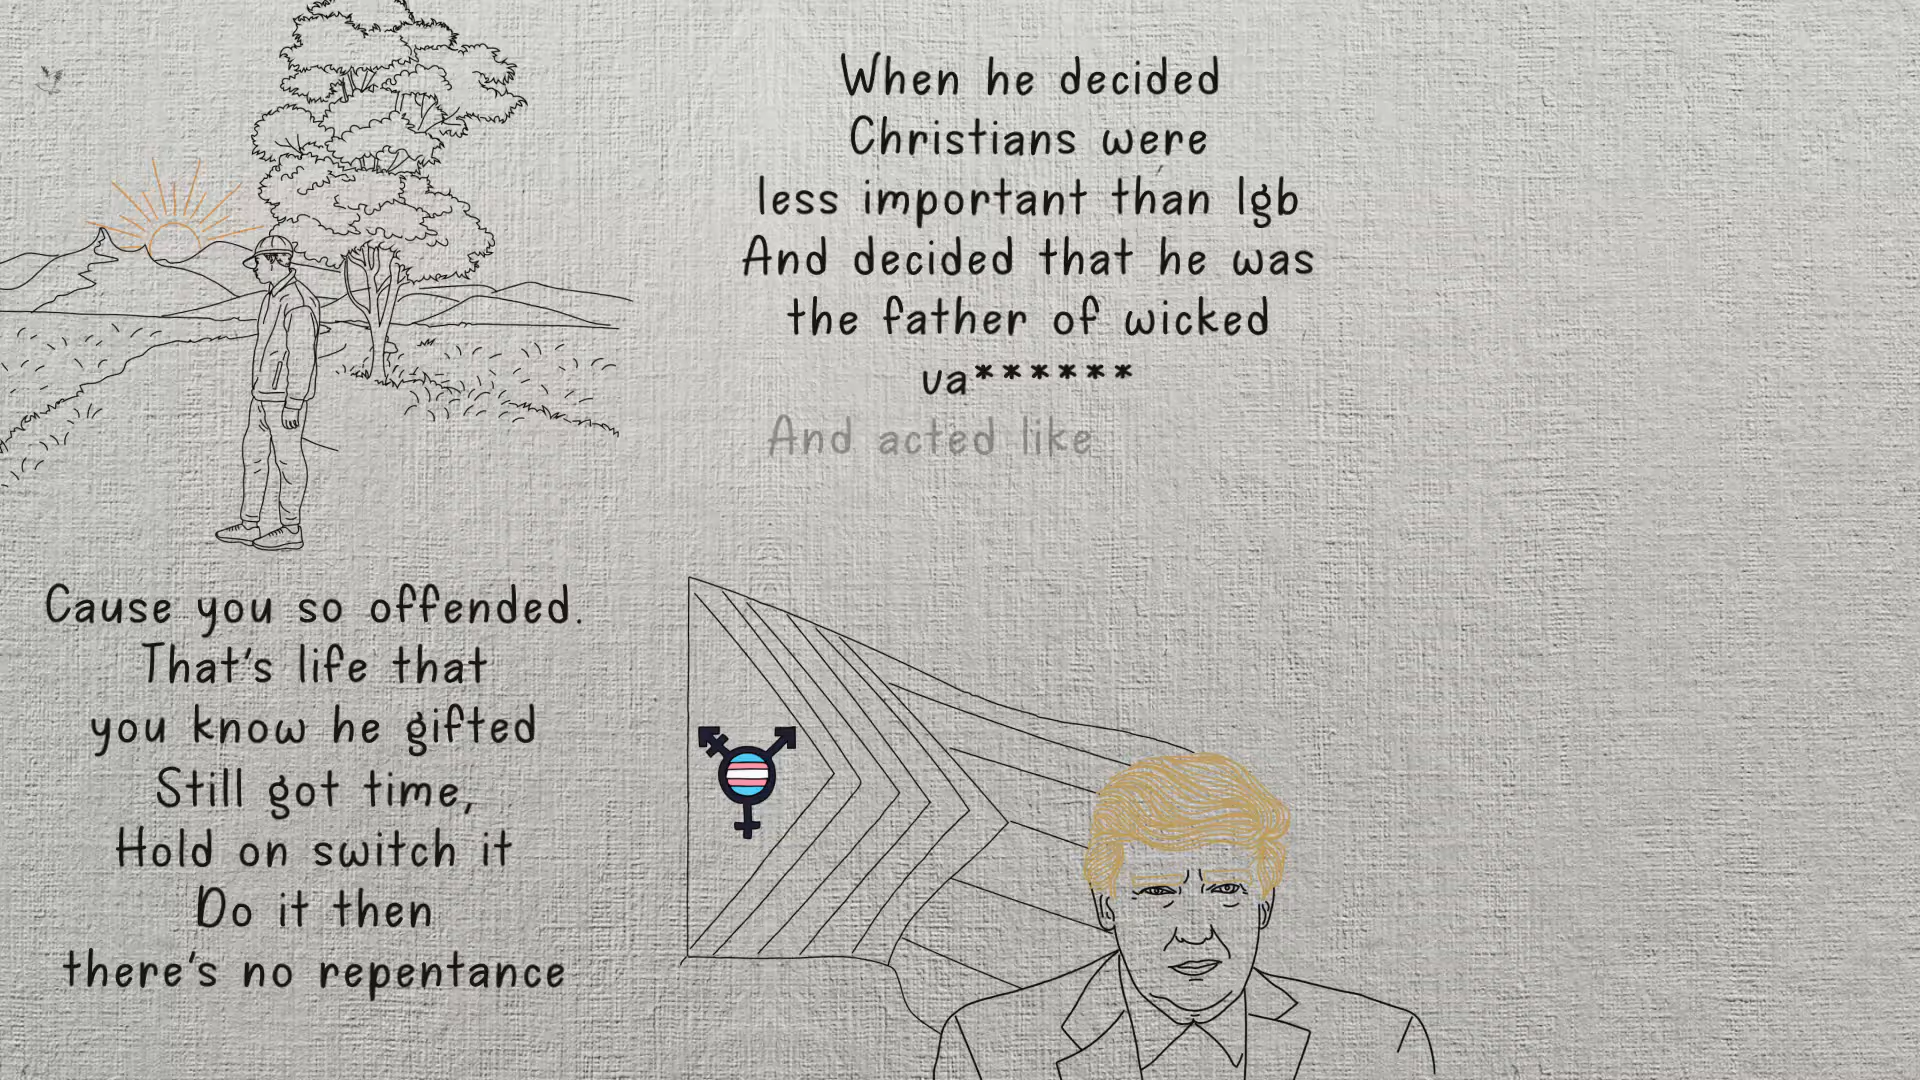 When he decided
Christians were
less important than lgb
And decided that he was
the father of wicked
va******
And acted like
Cause you so offended.
That's life that
you know he gifted
Still got time,
Hold on switch it
Do it then
there's no repentance